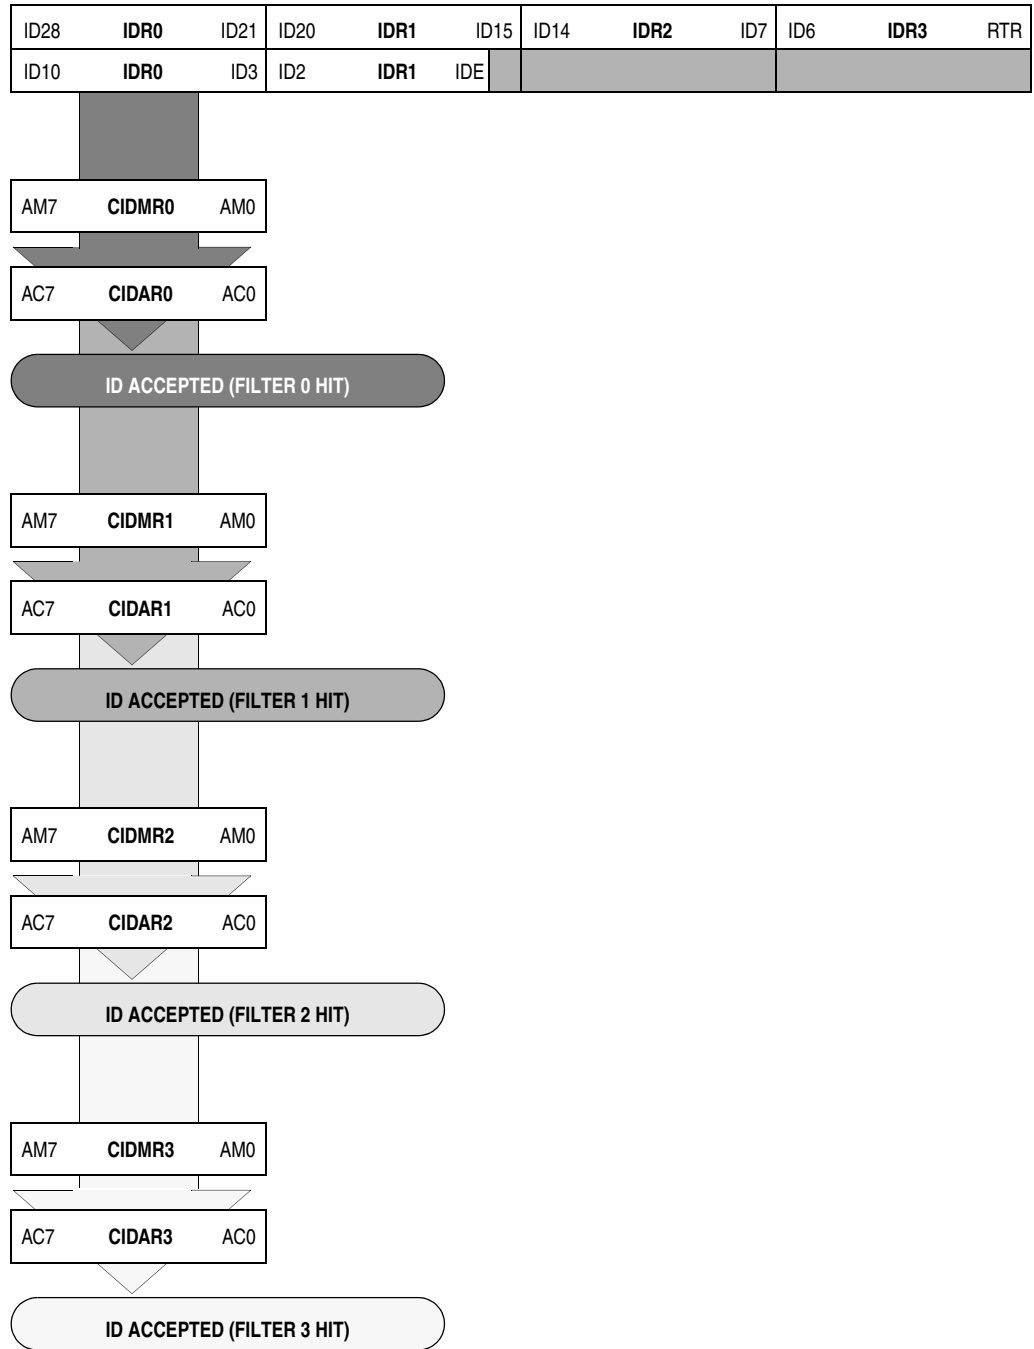 ID28 IDR0 ID21 ID20 IDR1 ID15 ID14 IDR2 ID7 ID6 IDR3 RTR
ID10 IDR0 ID3 ID2 IDR1 IDE
AM7 CIDMR0 AM0
AC7 CIDAR0 AC0
ID ACCEPTED (FILTER 0 HIT)
AM7 CIDMR1 AM0
AC7 CIDAR1 AC0
ID ACCEPTED (FILTER 1 HIT)
AM7 CIDMR2 AM0
AC7 CIDAR2 AC0
ID ACCEPTED (FILTER 2 HIT)
AM7 CIDMR3 AM0
AC7 CIDAR3 AC0
ID ACCEPTED (FILTER 3 HIT)